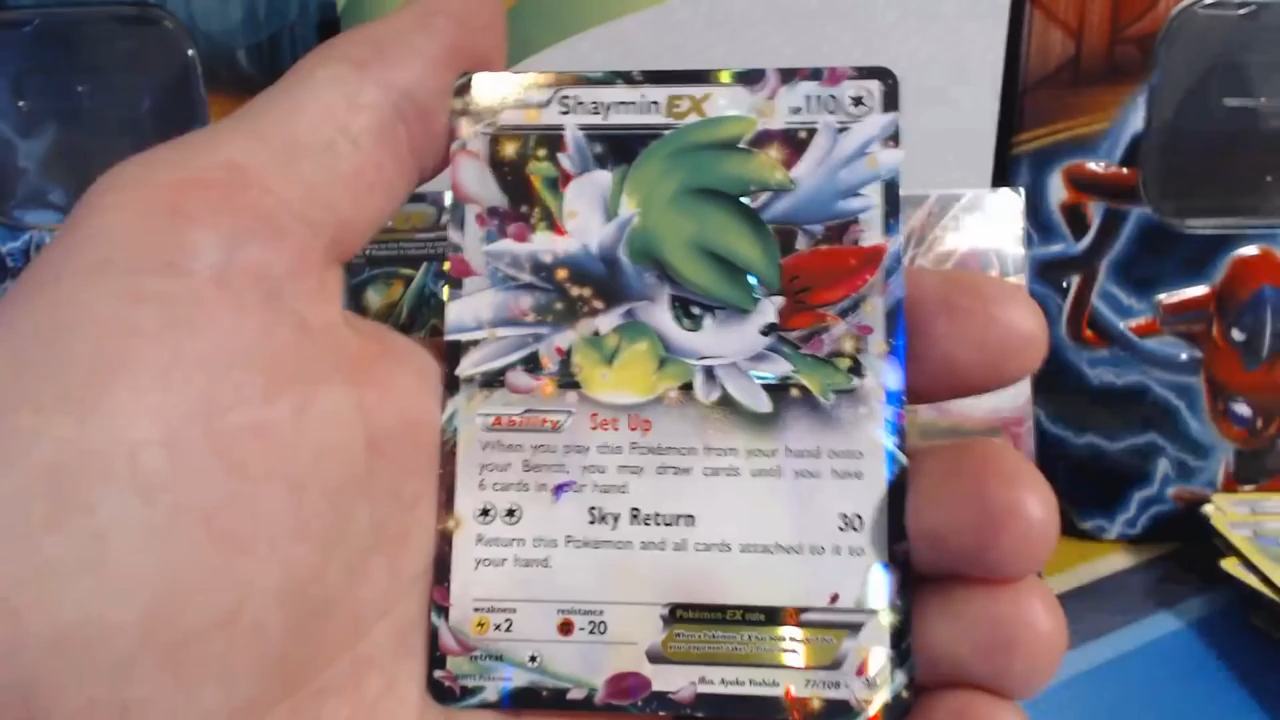 Shaymin EX HP110
Ability Set Up
When you play this Pokémon from your hand onto
your Bench, you may draw cards until you have
6 cards in your hand.
Sky Return 30
Return this Pokémon and all cards attached to it to
your hand.
weakness resistance
×2 -20
retreat
Pokémon-EX rule
When a Pokémon-EX has been Knocked Out,
your opponent takes 2 Prize cards.
©2015 Pokémon
Illus. Ayaka Yoshida 77/108